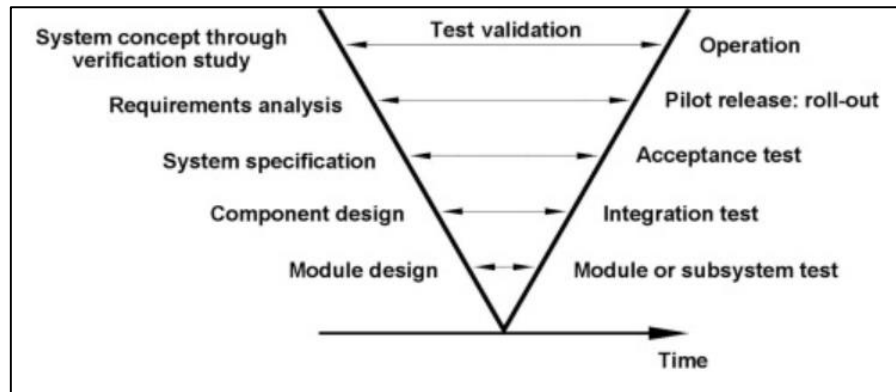 System concept through
verification study
Test validation
Operation
Requirements analysis
Pilot release: roll-out
System specification
Acceptance test
Component design
Integration test
Module design
Module or subsystem test
Time